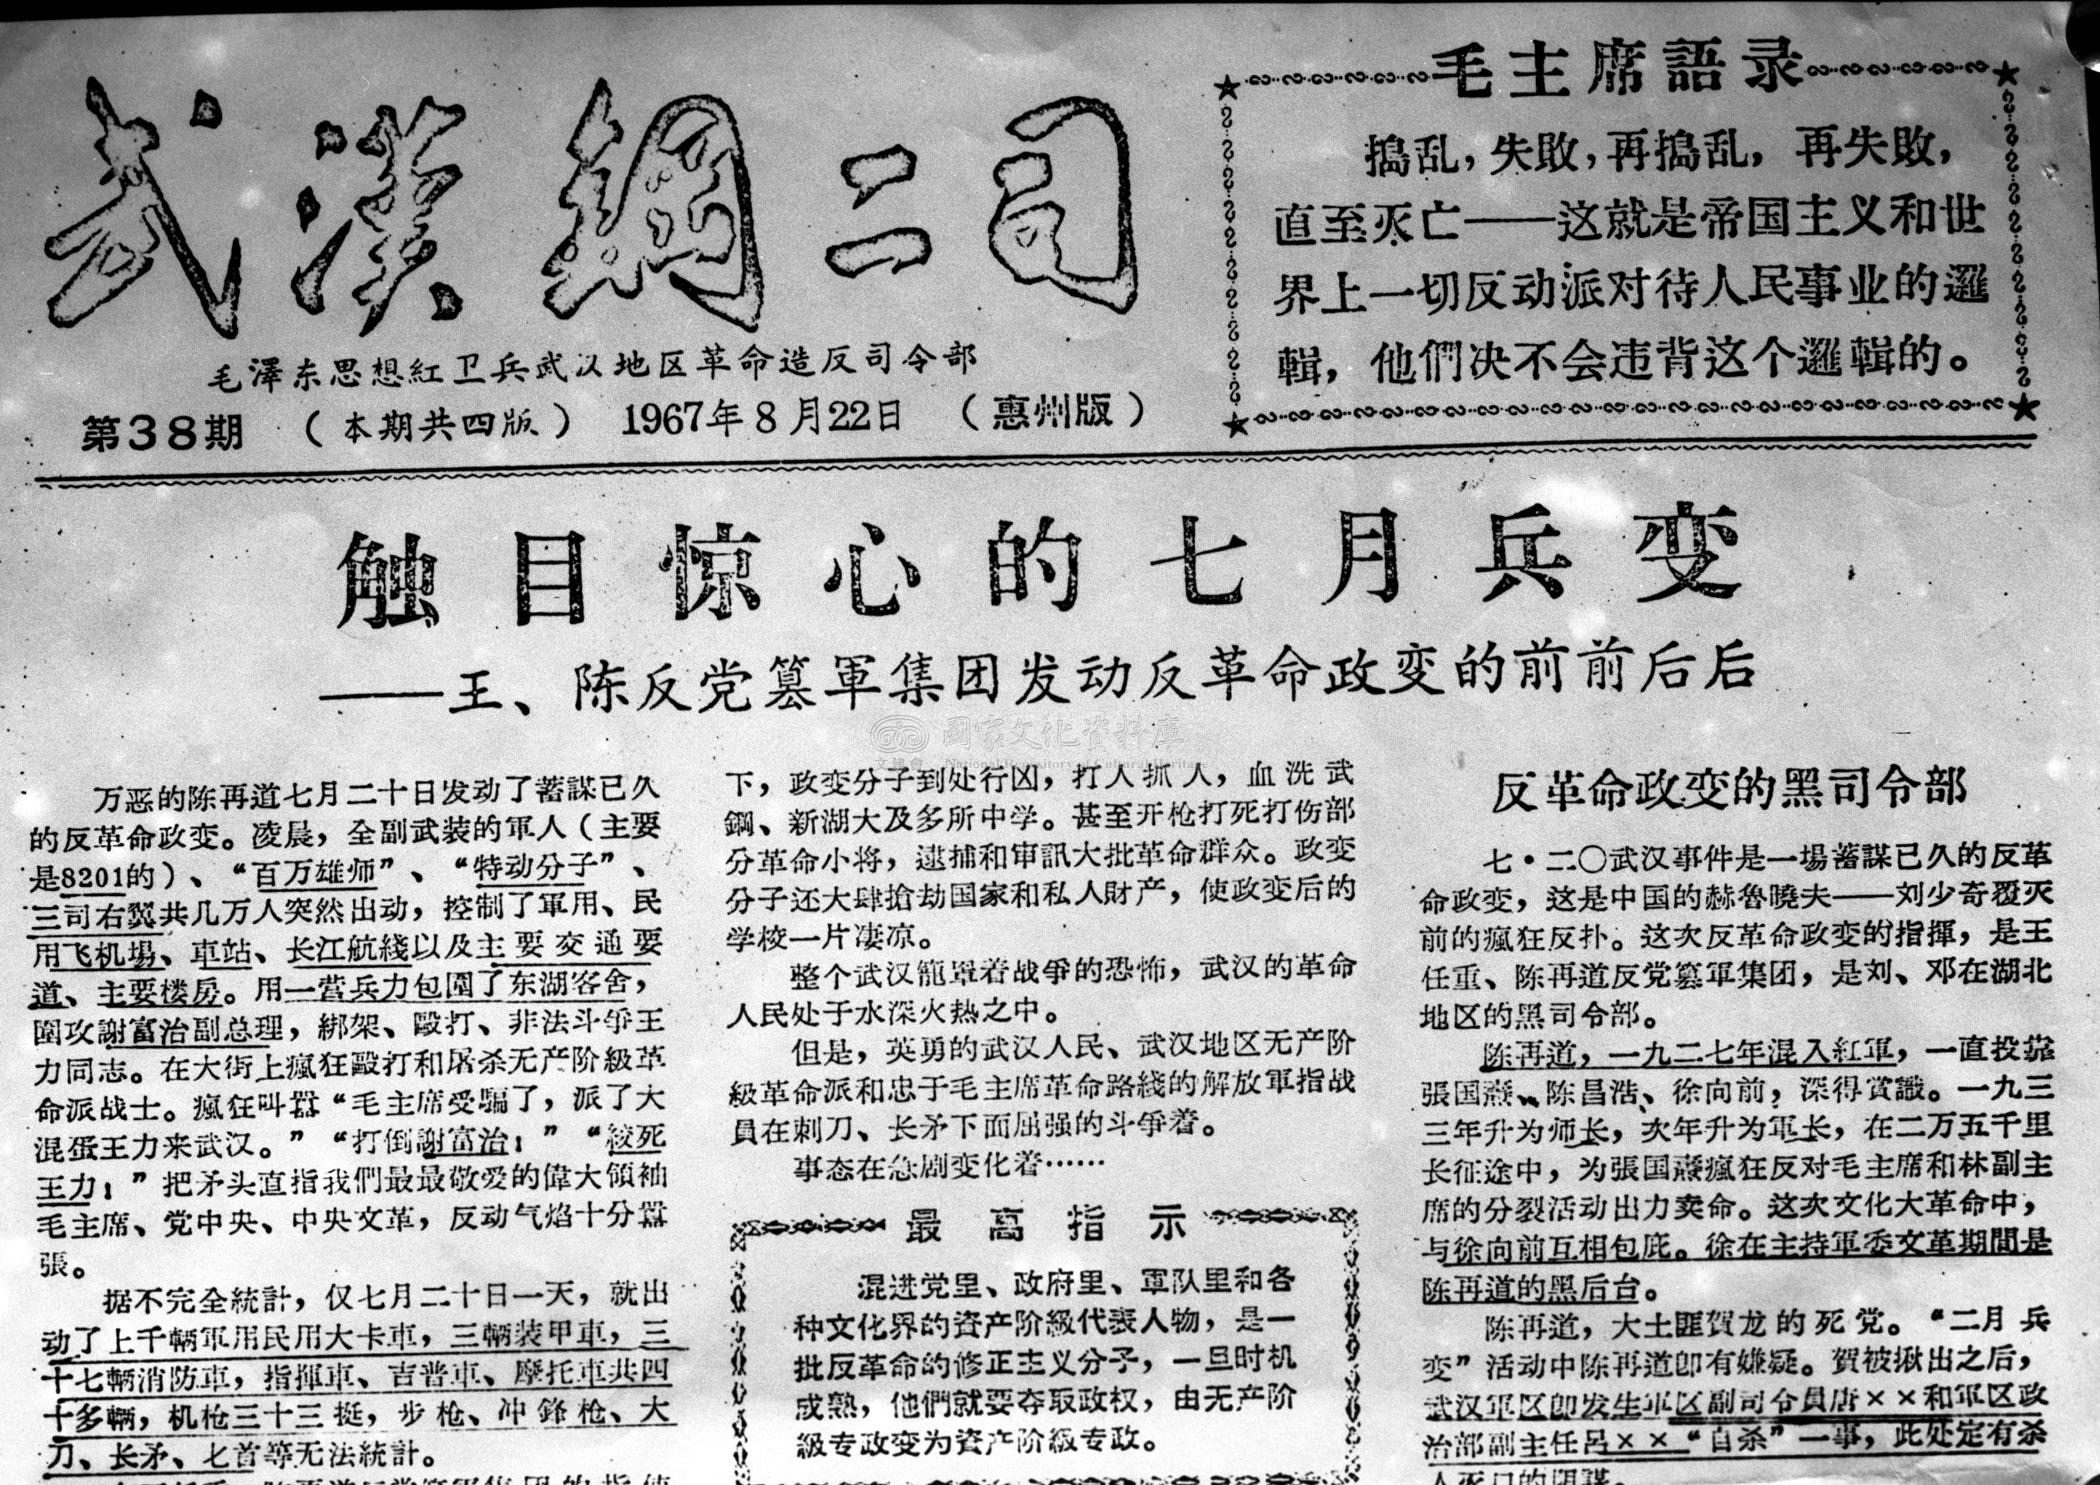 武漢鋼二司
毛澤东思想紅卫兵武汉地区革命造反司令部
第38期 （本期共四版） 1967年8月22日 （惠州版）
毛主席語录
搗乱，失敗，再搗乱，再失敗，
直至灭亡——这就是帝国主义和世
界上一切反动派对待人民事业的邏
輯，他們决不会违背这个邏輯的。
触目惊心的七月兵变
——王、陈反党篡軍集团发动反革命政变的前前后后
万恶的陈再道七月二十日发动了蓄謀已久
的反革命政变。凌晨，全副武装的軍人（主要
是8201的）、“百万雄师”、“特动分子”、
三司右翼共几万人突然出动，控制了軍用、民
用飞机場、車站、长江航綫以及主要交通要
道、主要楼房。用一营兵力包圍了东湖客舍，
圍攻謝富治副总理，綁架、毆打、非法斗爭王
力同志。在大街上瘋狂毆打和屠杀无产阶級革
命派战士。瘋狂叫囂“毛主席受騙了，派了大
混蛋王力来武汉。”“打倒謝富治！”“絞死
王力！”把矛头直指我們最最敬爱的偉大領袖
毛主席、党中央、中央文革，反动气焰十分囂
張。
据不完全統計，仅七月二十日一天，就出
动了上千輛軍用民用大卡車，三輛装甲車，三
十七輛消防車，指揮車、吉普車、摩托車共四
十多輛，机枪三十三挺，步枪、冲鋒枪、大
刀、长矛、匕首等无法統計。
下，政变分子到处行凶，打人抓人，血洗武
鋼、新湖大及多所中学。甚至开枪打死打伤部
分革命小将，逮捕和审訊大批革命群众。政变
分子还大肆搶劫国家和私人財产，使政变后的
学校一片凄凉。
整个武汉籠罩着战爭的恐怖，武汉的革命
人民处于水深火热之中。
但是，英勇的武汉人民、武汉地区无产阶
級革命派和忠于毛主席革命路綫的解放軍指战
員在刺刀、长矛下面屈强的斗爭着。
事态在急剧变化着……
最高指示
混进党里、政府里、軍队里和各
种文化界的資产阶級代表人物，是一
批反革命的修正主义分子，一旦时机
成熟，他們就要夺取政权，由无产阶
級专政变为資产阶級专政。
反革命政变的黑司令部
七·二〇武汉事件是一場蓄謀已久的反革
命政变，这是中国的赫魯曉夫——刘少奇覆灭
前的瘋狂反扑。这次反革命政变的指揮，是王
任重、陈再道反党篡軍集团，是刘、邓在湖北
地区的黑司令部。
陈再道，一九二七年混入紅軍，一直投靠
張国燾、陈昌浩、徐向前，深得賞識。一九三
三年升为师长，次年升为軍长，在二万五千里
长征途中，为張国燾瘋狂反对毛主席和林副主
席的分裂活动出力卖命。这次文化大革命中，
与徐向前互相包庇。徐在主持軍委文革期間是
陈再道的黑后台。
陈再道，大土匪贺龙的死党。“二月兵
变”活动中陈再道即有嫌疑。贺被揪出之后，
武汉軍区即发生軍区副司令員唐××和軍区政
治部副主任呂××“自杀”一事，此处定有杀
人灭口的阴謀。
國家文化資料庫
文建會 National Repository of Cultural Heritage